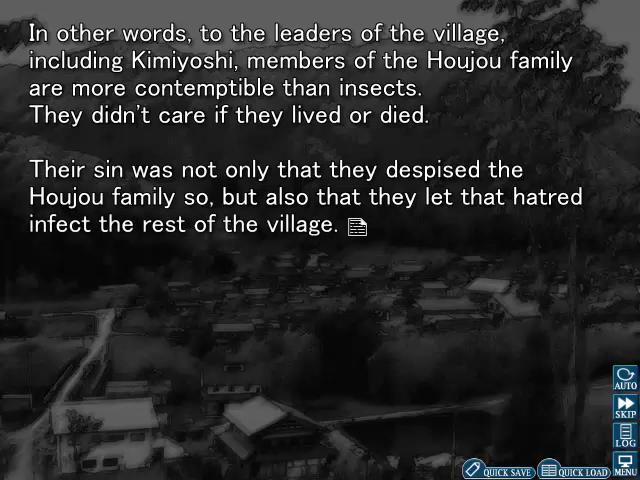 In other words, to the leaders of the village,
including Kimiyoshi, members of the Houjou family
are more contemptible than insects.
They didn't care if they lived or died.
Their sin was not only that they despised the
Houjou family so, but also that they let that hatred
infect the rest of the village.
AUTO
SKIP
LOG
MENU
QUICK SAVE
QUICK LOAD